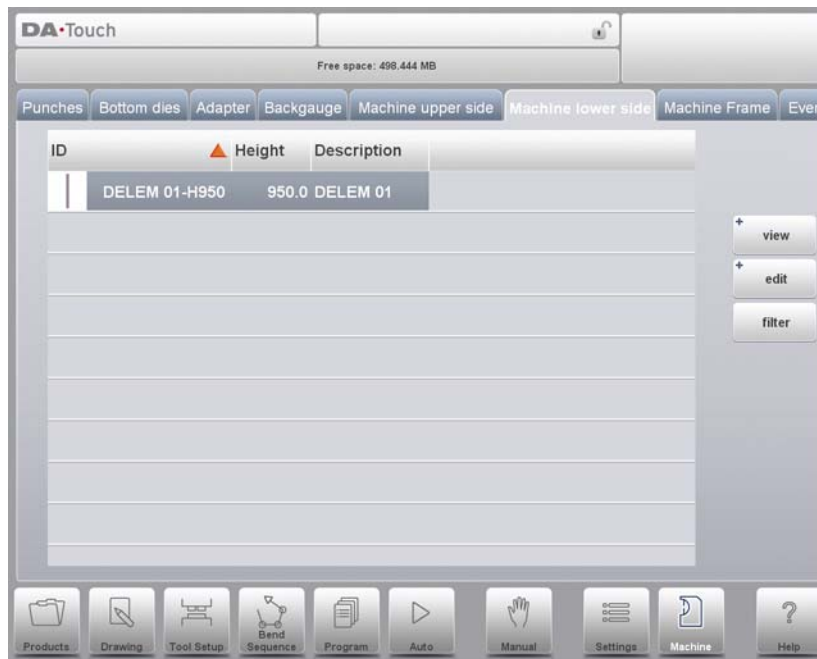 DA·Touch
Free space: 498.444 MB
Punches Bottom dies Adapter Backgauge Machine upper side Machine lower side Machine Frame Ever
ID Height Description
DELEM 01-H950 950.0 DELEM 01
+ view
+ edit
filter
Products Drawing Tool Setup Bend Sequence Program Auto Manual Settings Machine Help
?